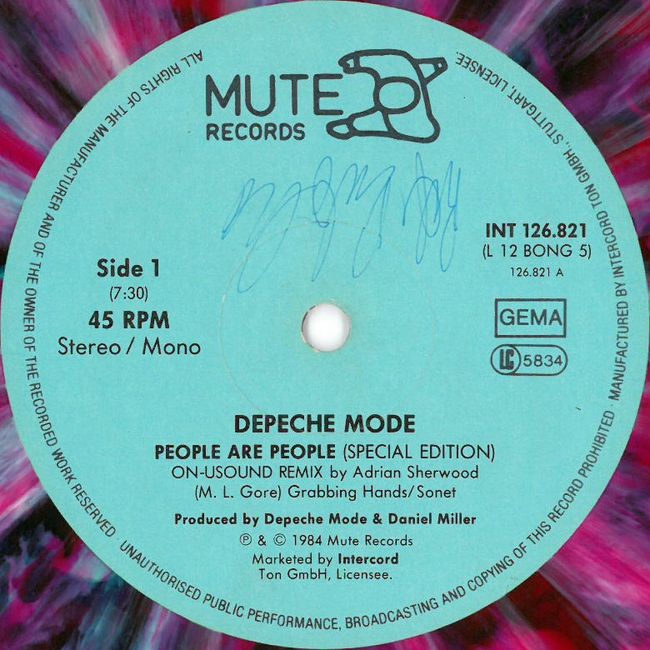 MUTE
RECORDS
Side 1
(7:30)
45 RPM
Stereo / Mono
INT 126.821
(L 12 BONG 5)
126.821 A
GEMA
LC 5834
DEPECHE MODE
PEOPLE ARE PEOPLE (SPECIAL EDITION)
ON-USOUND REMIX by Adrian Sherwood
(M. L. Gore) Grabbing Hands/Sonet
Produced by Depeche Mode & Daniel Miller
℗ & © 1984 Mute Records
Marketed by Intercord
Ton GmbH, Licensee.
ALL RIGHTS OF THE MANUFACTURER AND OF THE OWNER OF THE RECORDED WORK RESERVED · UNAUTHORISED PUBLIC PERFORMANCE, BROADCASTING AND COPYING OF THIS RECORD PROHIBITED · MANUFACTURED BY INTERCORD TON GMBH., STUTTGART, LICENSEE.